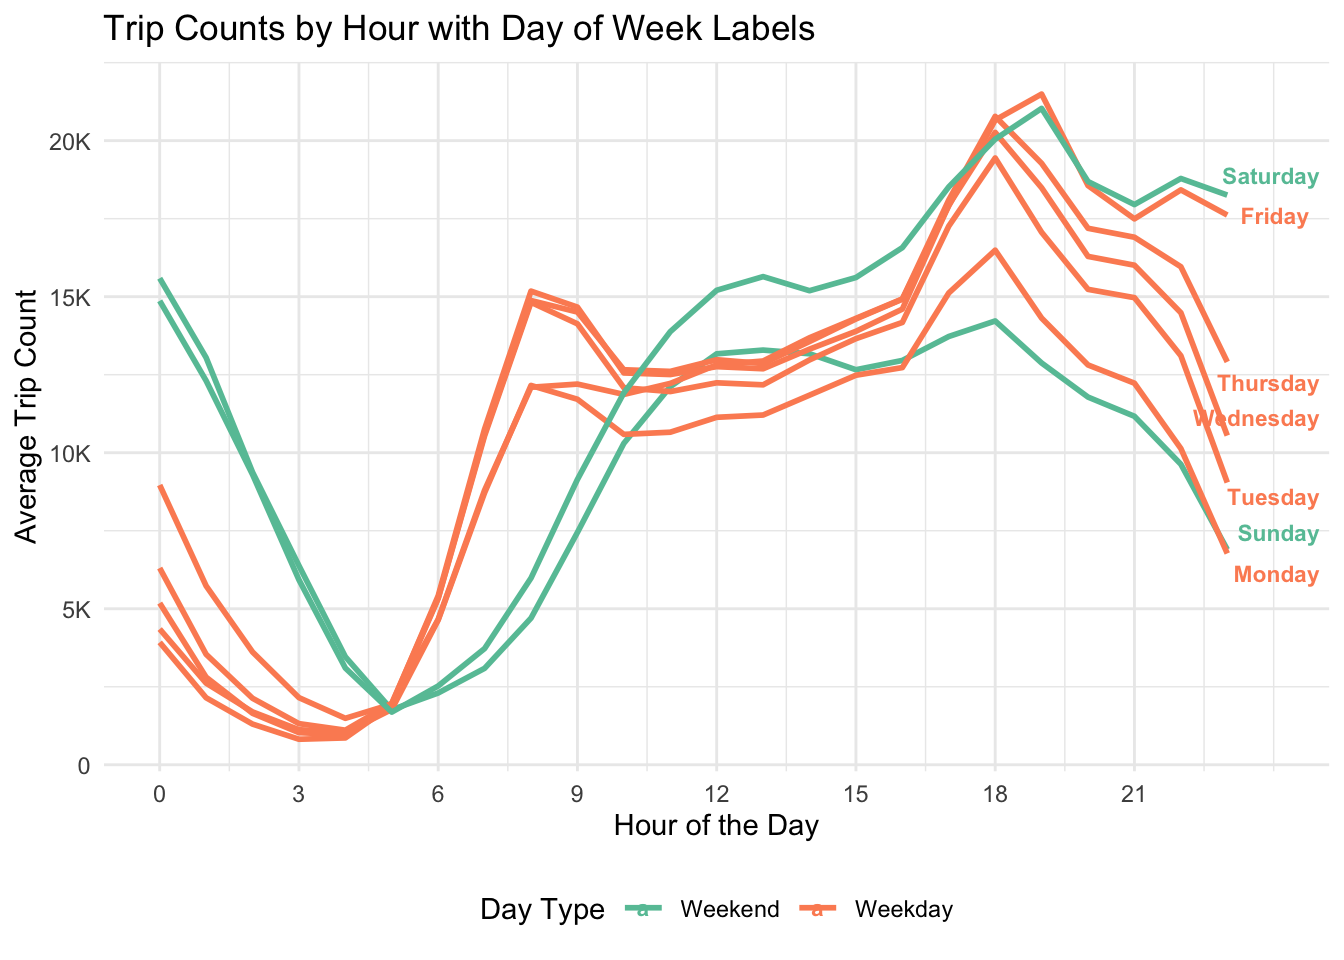 Trip Counts by Hour with Day of Week Labels
Average Trip Count
20K
15K
10K
5K
0
Saturday
Friday
Thursday
Wednesday
Tuesday
Sunday
Monday
0 3 6 9 12 15 18 21
Hour of the Day
Day Type a Weekend a Weekday